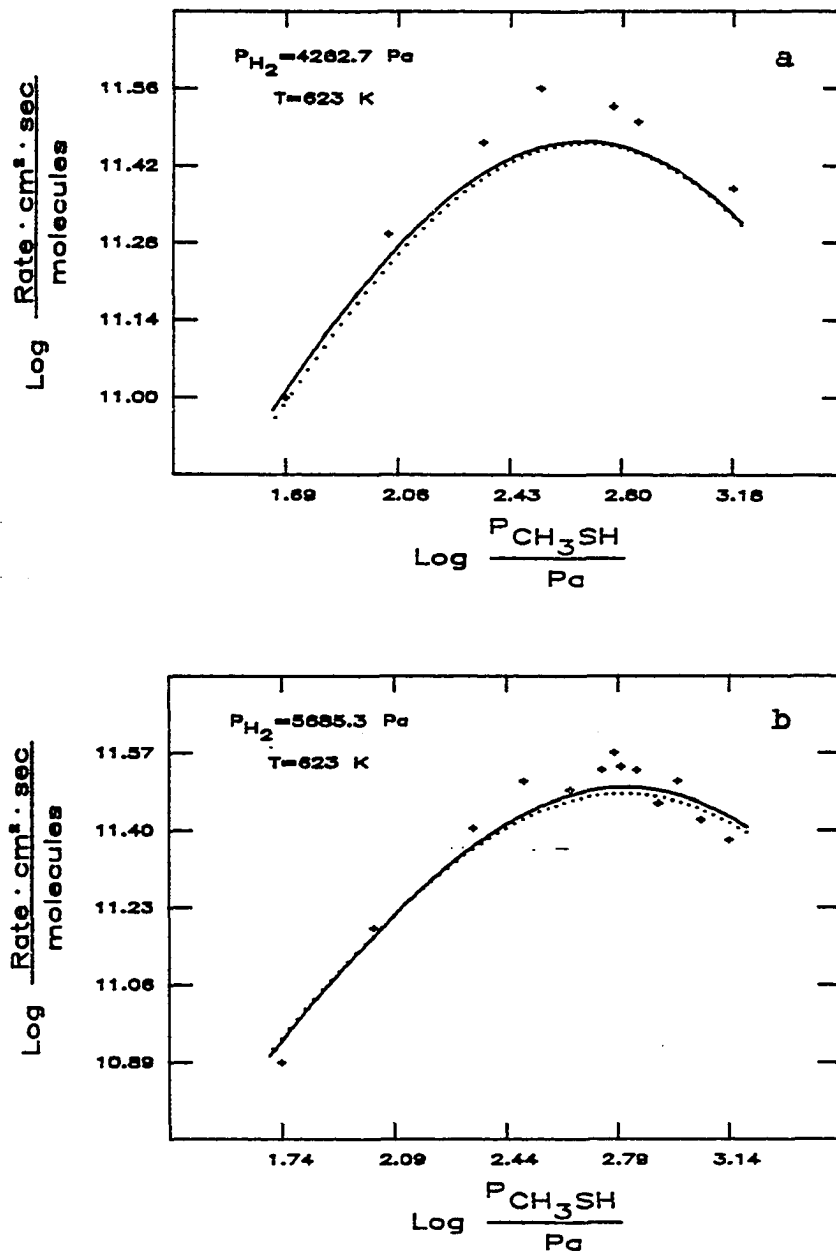 a
P_H2=4262.7 Pa
T=623 K
Log Rate · cm² · sec / molecules
11.56
11.42
11.28
11.14
11.00
1.69
2.06
2.43
2.80
3.18
Log P_CH3SH / Pa
b
P_H2=5685.3 Pa
T=623 K
Log Rate · cm² · sec / molecules
11.57
11.40
11.23
11.06
10.89
1.74
2.09
2.44
2.79
3.14
Log P_CH3SH / Pa